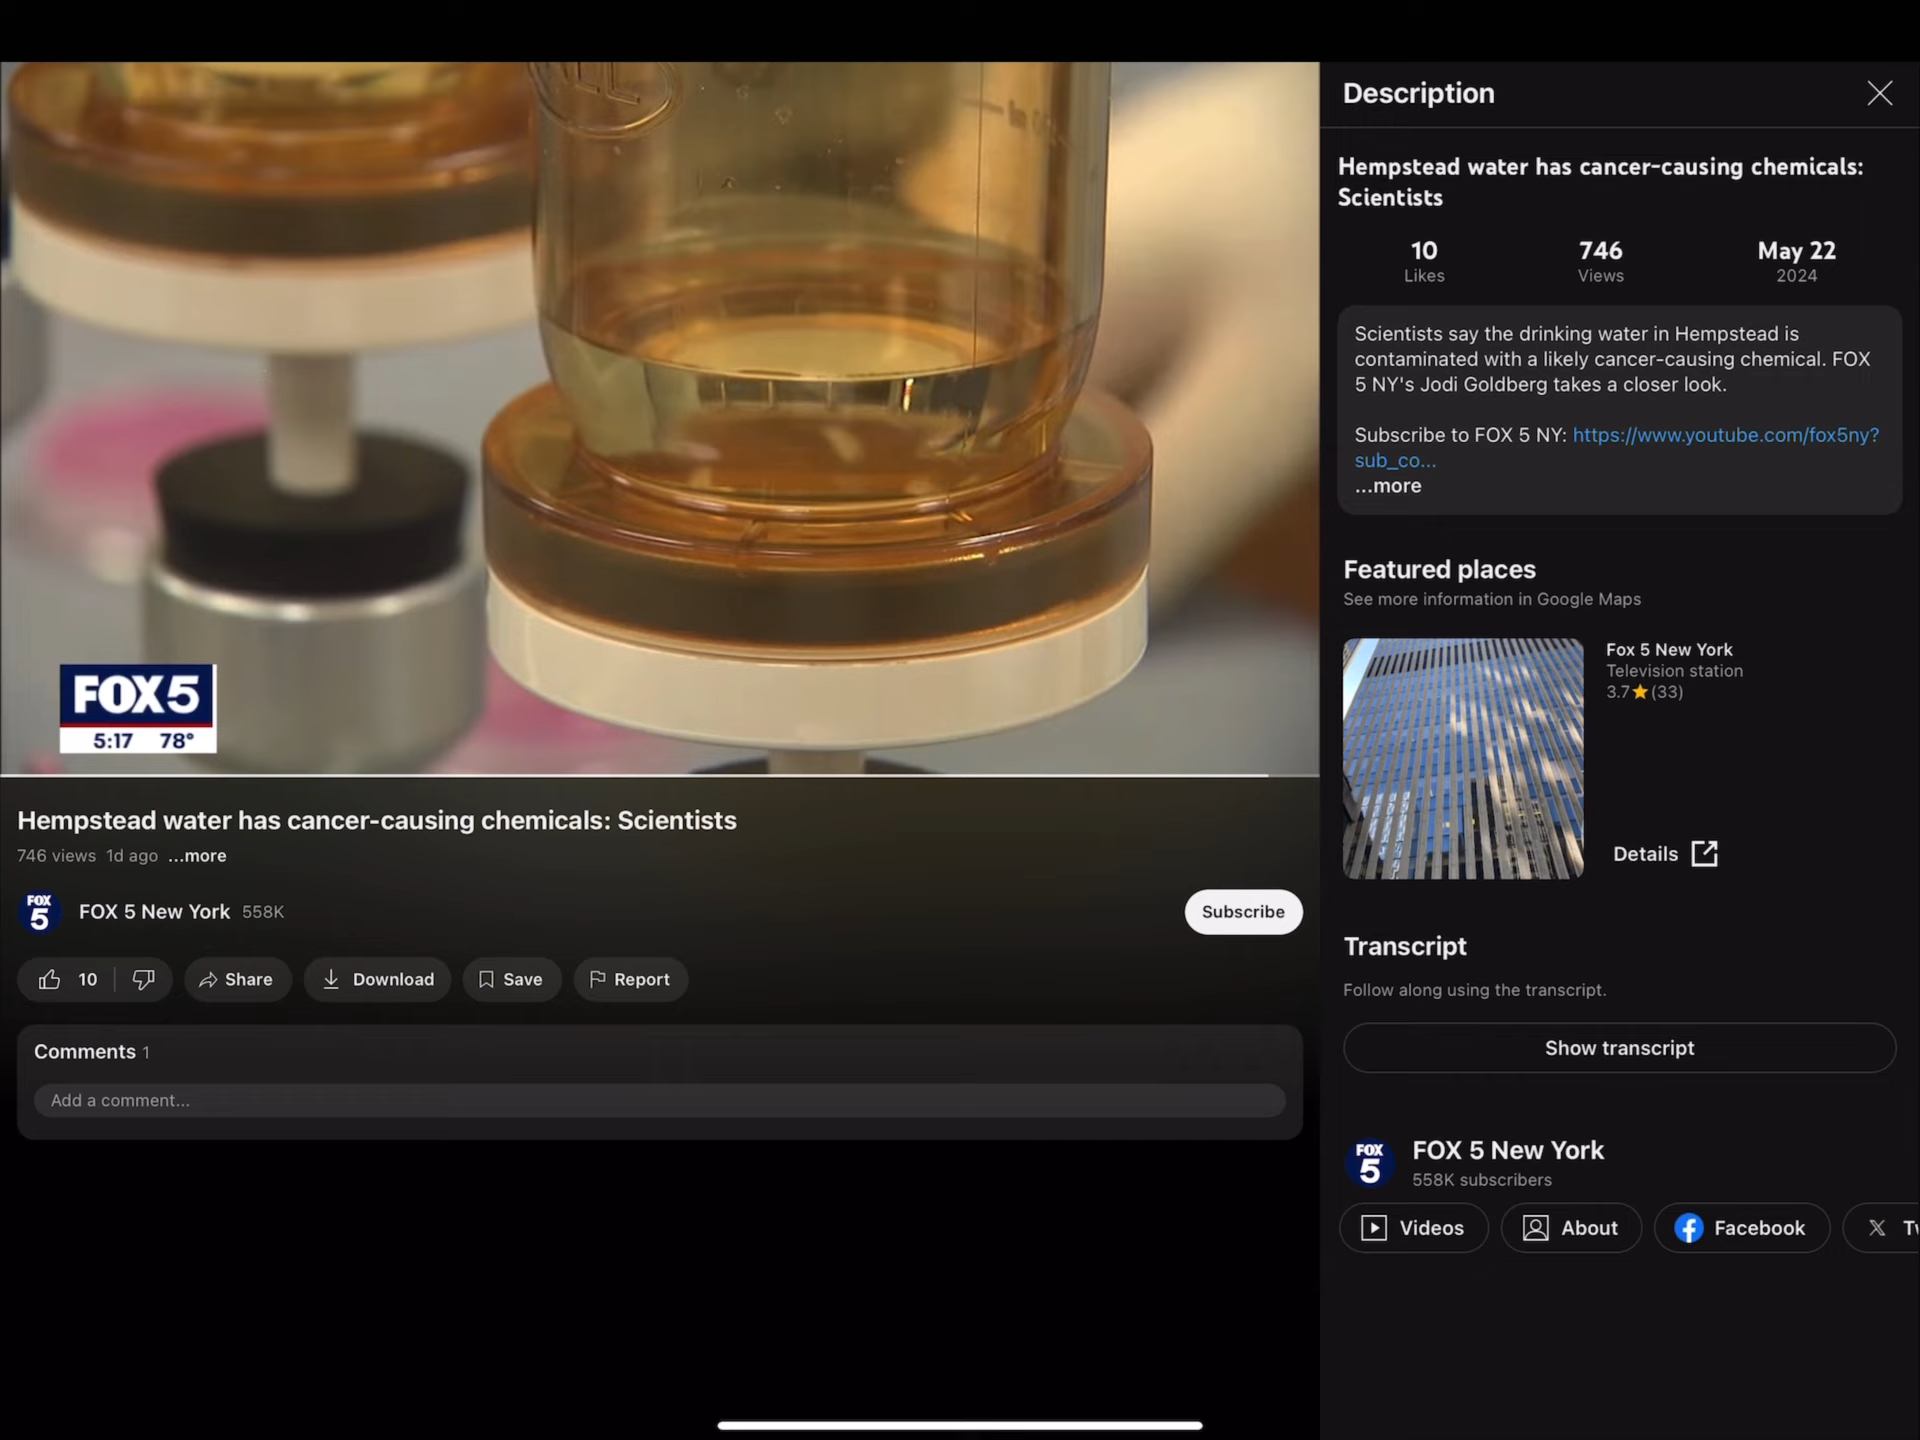 FOX 5
5:17 78°
Hempstead water has cancer-causing chemicals: Scientists
746 views 1d ago ...more
FOX 5
FOX 5 New York 558K
Subscribe
10
Share
Download
Save
Report
Comments 1
Add a comment...
Description
Hempstead water has cancer-causing chemicals:
Scientists
10
Likes
746
Views
May 22
2024
Scientists say the drinking water in Hempstead is
contaminated with a likely cancer-causing chemical. FOX
5 NY's Jodi Goldberg takes a closer look.
Subscribe to FOX 5 NY: https://www.youtube.com/fox5ny?
sub_co...
...more
Featured places
See more information in Google Maps
Fox 5 New York
Television station
3.7★(33)
Details
Transcript
Follow along using the transcript.
Show transcript
FOX 5
FOX 5 New York
558K subscribers
Videos
About
Facebook